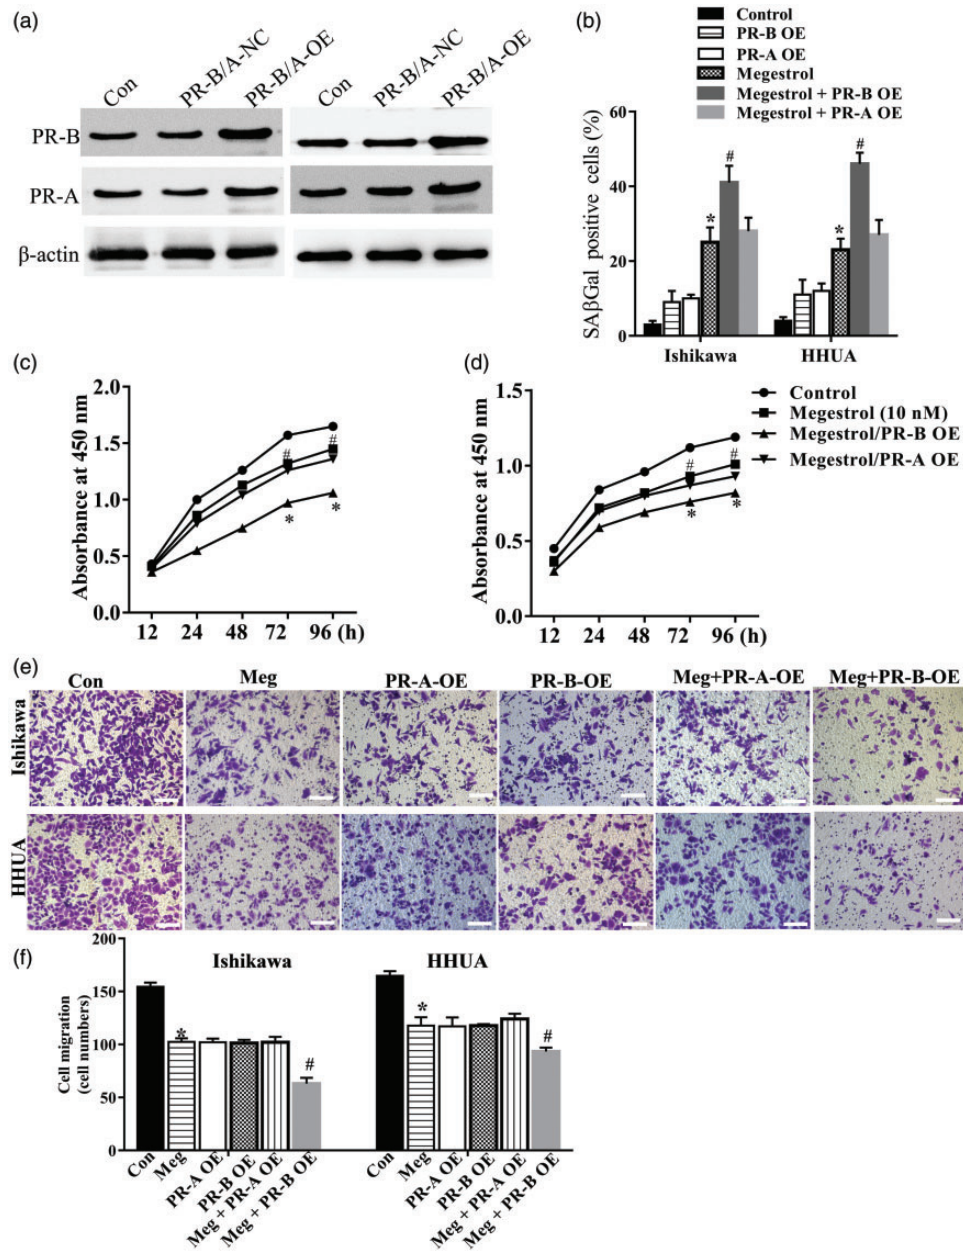 (a)
Con
PR-B/A-NC
PR-B/A-OE
Con
PR-B/A-NC
PR-B/A-OE
PR-B
PR-A
β-actin
(b)
Control
PR-B OE
PR-A OE
Megestrol
Megestrol + PR-B OE
Megestrol + PR-A OE
SAβGal positive cells (%)
60
40
20
0
* # * #
Ishikawa HHUA
(c)
Absorbance at 450 nm
2.0
1.5
1.0
0.5
0.0
# #
* *
12 24 48 72 96 (h)
(d)
Absorbance at 450 nm
1.5
1.0
0.5
0.0
# #
* *
12 24 48 72 96 (h)
Control
Megestrol (10 nM)
Megestrol/PR-B OE
Megestrol/PR-A OE
(e)
Con Meg PR-A-OE PR-B-OE Meg+PR-A-OE Meg+PR-B-OE
Ishikawa
HHUA
(f)
Ishikawa HHUA
Cell migration
(cell numbers)
200
150
100
50
0
* # * #
Con
Meg
PR-A OE
PR-B OE
Meg + PR-A OE
Meg + PR-B OE
Con
Meg
PR-A OE
PR-B OE
Meg + PR-A OE
Meg + PR-B OE